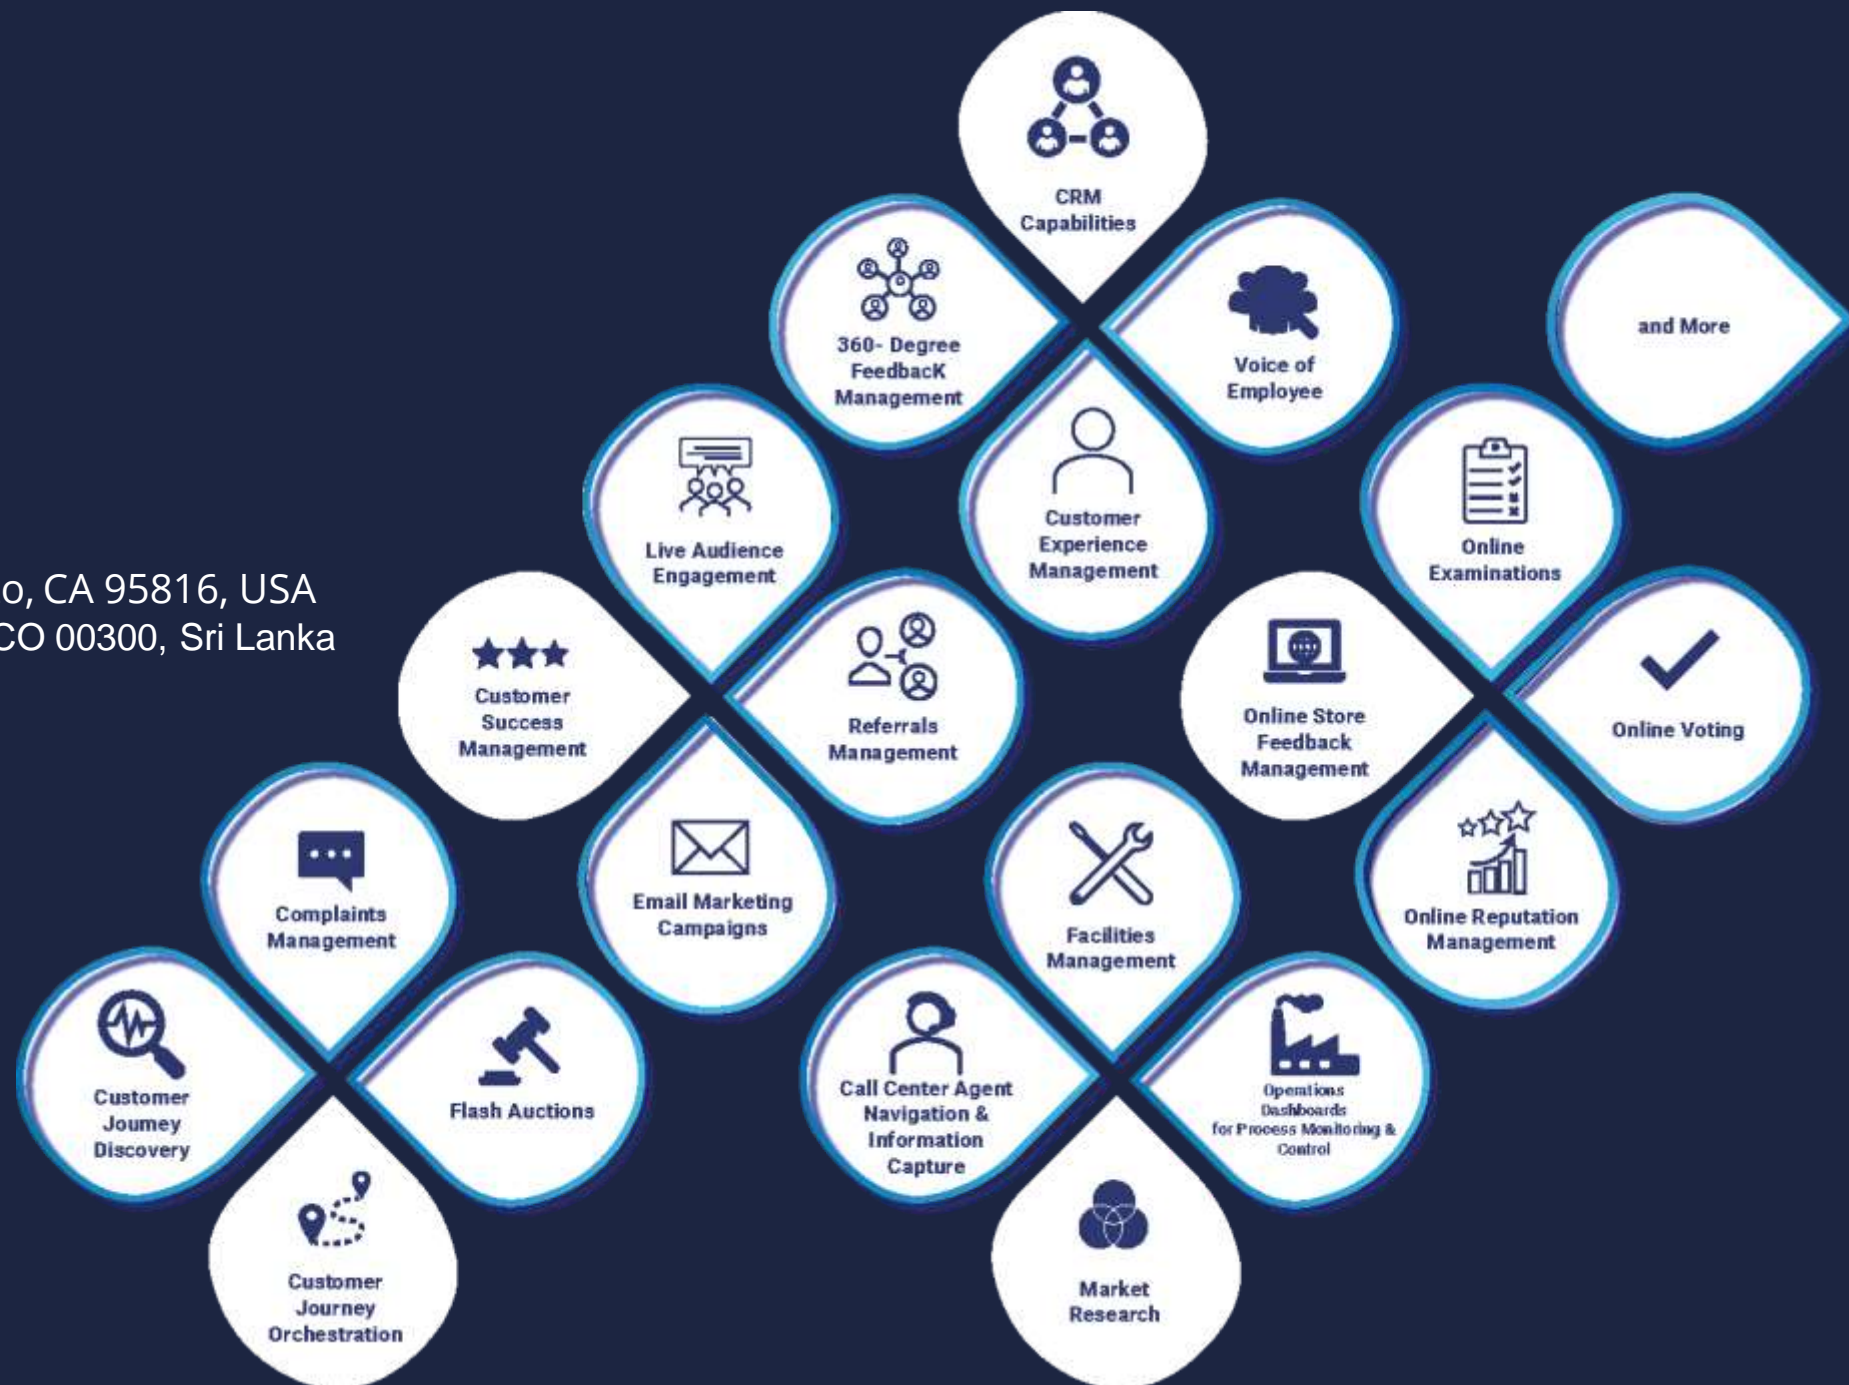 CRM
Capabilities
360- Degree
FeedbacK
Management
Voice of
Employee
and More
Live Audience
Engagement
Customer
Experience
Management
Online
Examinations
o, CA 95816, USA
CO 00300, Sri Lanka
Customer
Success
Management
Referrals
Management
Online Store
Feedback
Management
Online Voting
Complaints
Management
Email Marketing
Campaigns
Facilities
Management
Online Reputation
Management
Customer
Joumey
Discovery
Flash Auctions
Call Center Agent
Navigation &
Information
Capture
Operations
Dashboards
for Process Monitoring &
Control
Customer
Journey
Orchestration
Market
Research